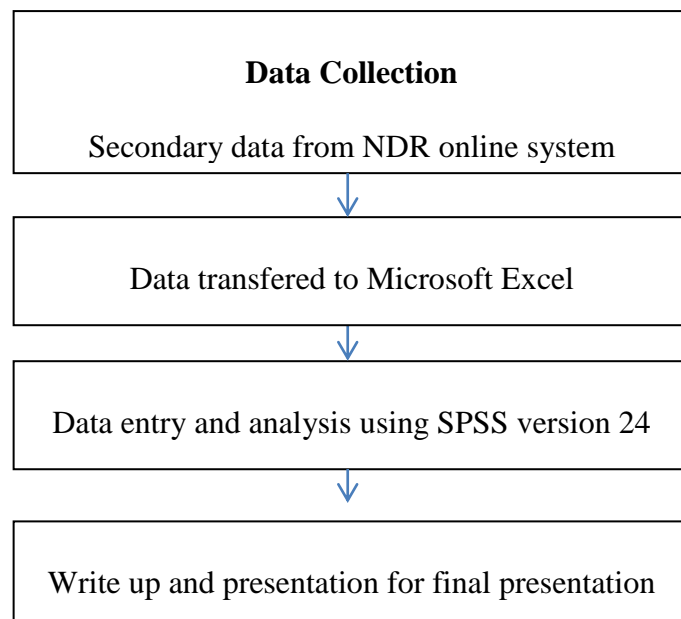 Data Collection
Secondary data from NDR online system
Data transfered to Microsoft Excel
Data entry and analysis using SPSS version 24
Write up and presentation for final presentation